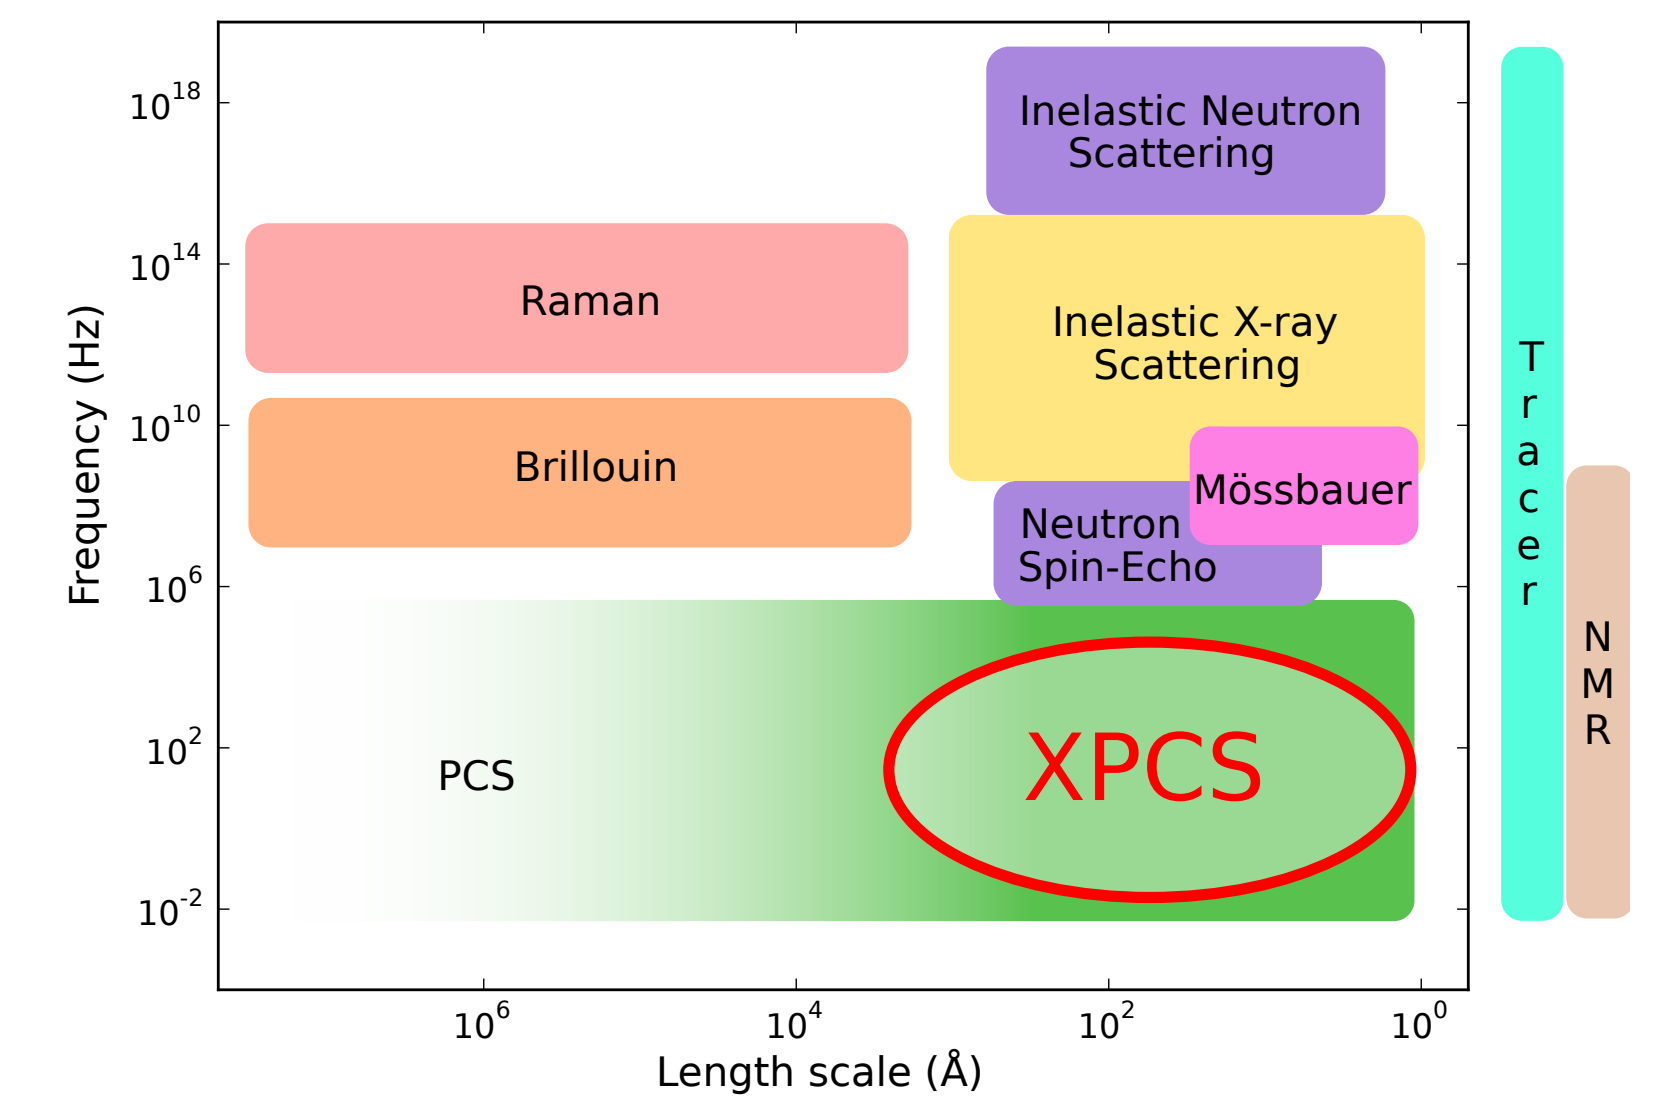 10^18
10^14
10^10
10^6
10^2
10^-2
Frequency (Hz)
Inelastic Neutron
Scattering
Raman
Inelastic X-ray
Scattering
Brillouin
Mössbauer
Neutron
Spin-Echo
PCS
XPCS
Tracer
NMR
10^6
10^4
10^2
10^0
Length scale (Å)